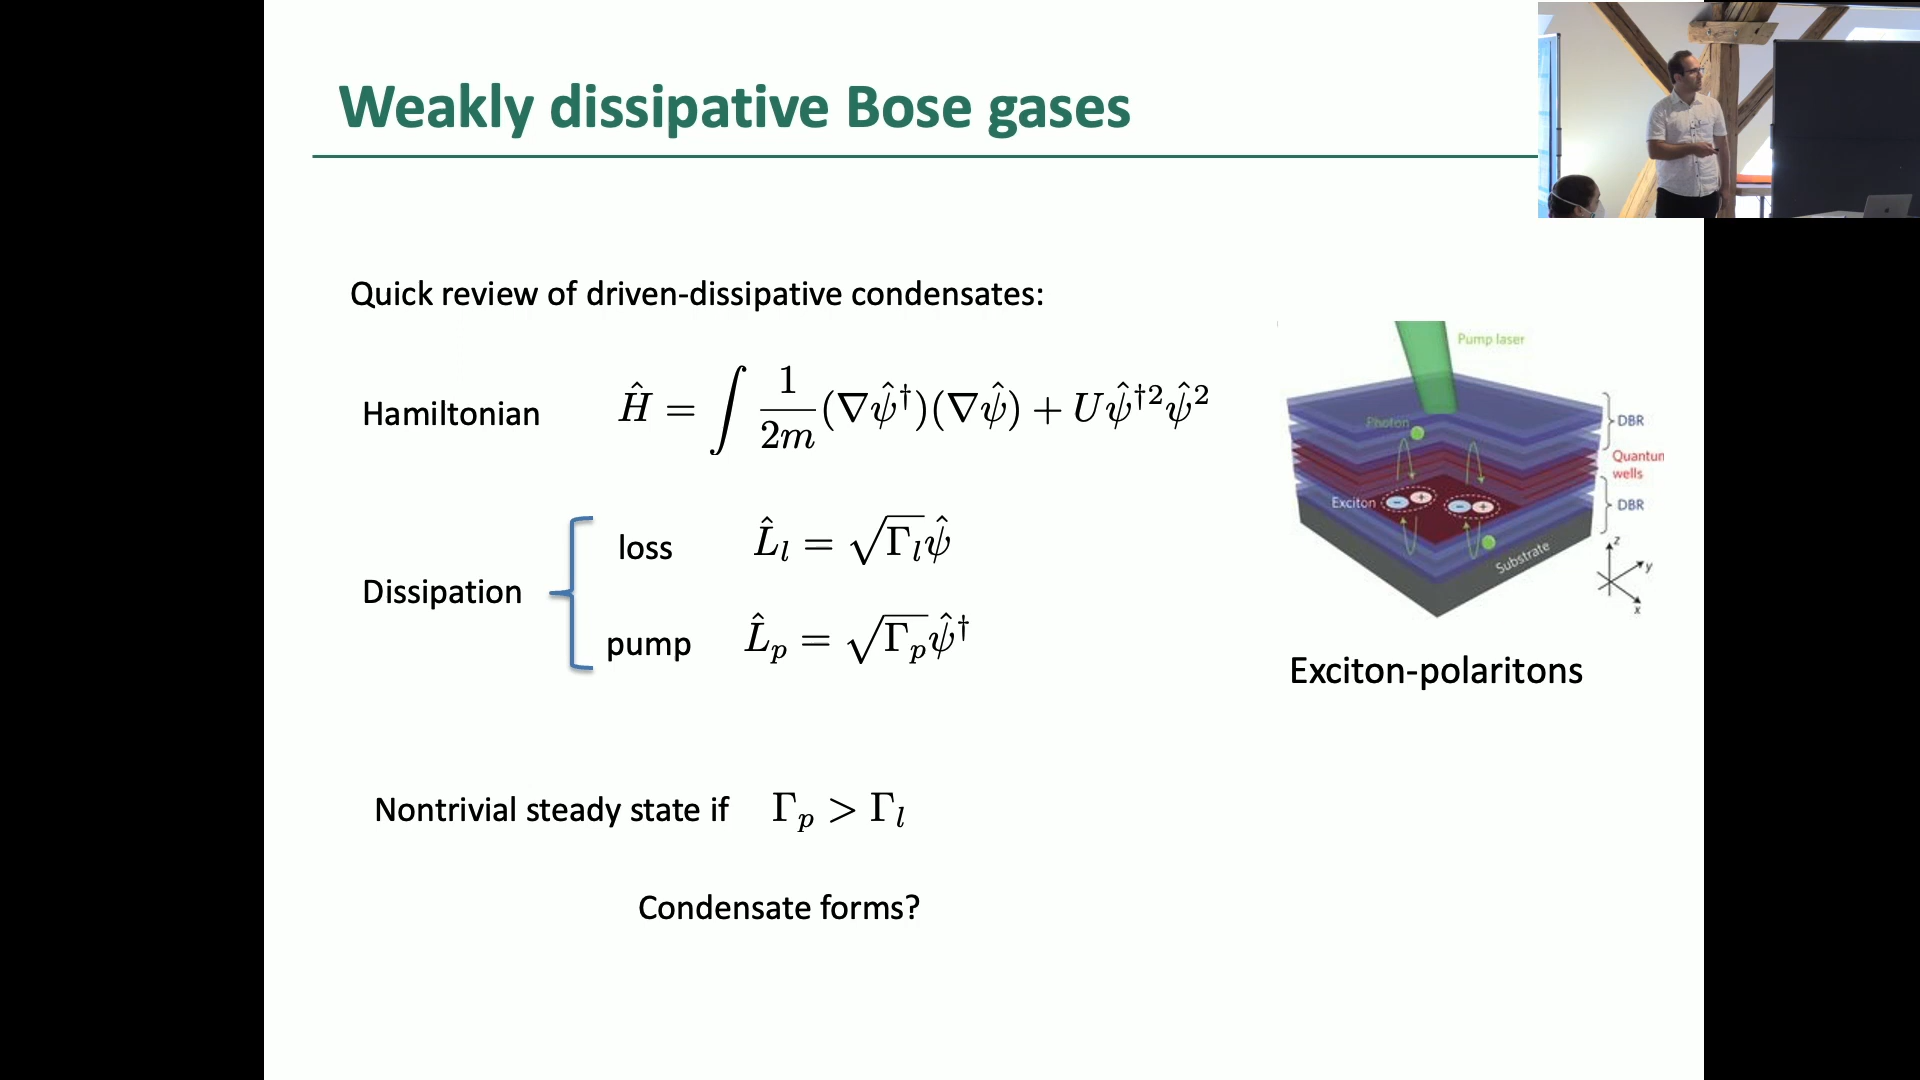 Weakly dissipative Bose gases
Quick review of driven-dissipative condensates:
Hamiltonian
Ĥ = ∫ 1/2m (∇ψ̂†)(∇ψ̂) + Uψ̂†²ψ̂²
Dissipation
loss L̂_l = √Γ_l ψ̂
pump L̂_p = √Γ_p ψ̂†
Nontrivial steady state if Γ_p > Γ_l
Condensate forms?
Pump laser
Photon
DBR
Quantum
wells
Exciton
DBR
Substrate
z
y
x
Exciton-polaritons